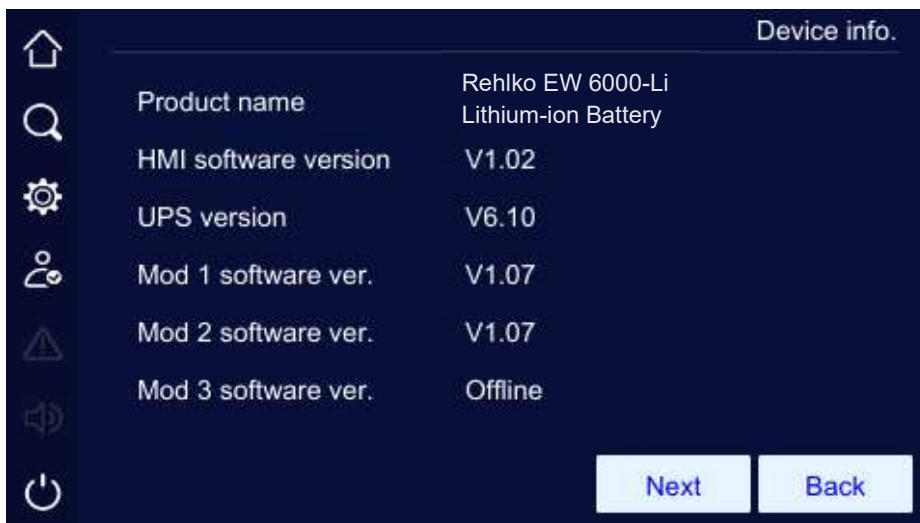 Device info.
Product name
Rehlko EW 6000-Li
Lithium-ion Battery
HMI software version V1.02
UPS version V6.10
Mod 1 software ver. V1.07
Mod 2 software ver. V1.07
Mod 3 software ver. Offline
Next Back